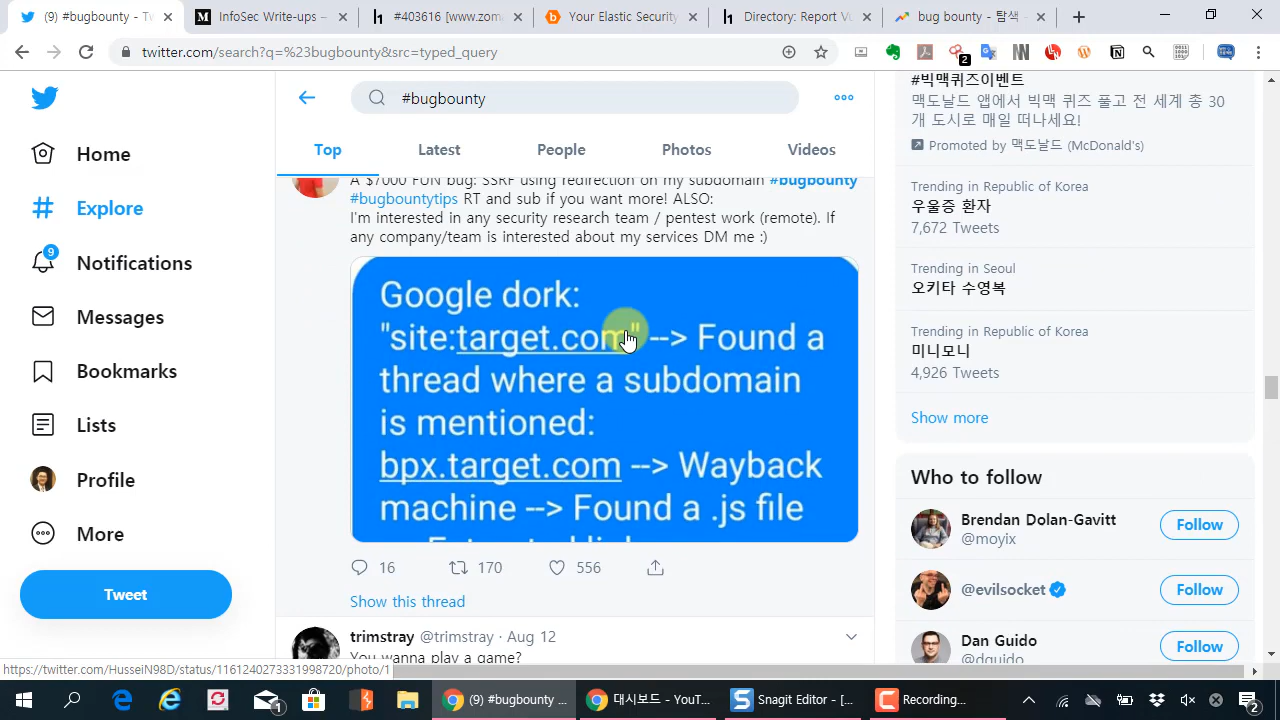 #bugbounty - Tw
InfoSec Write-ups –
#403616 [www.zom
Your Elastic Security
Directory: Report Vu
bug bounty - 탐색
twitter.com/search?q=%23bugbounty&src=typed_query
2
#bugbounty
Home
Explore
9
Notifications
Messages
Bookmarks
Lists
Profile
More
Tweet
Top
Latest
People
Photos
Videos
A $7000 FUN bug: SSRF using redirection on my subdomain #bugbounty
#bugbountytips RT and sub if you want more! ALSO:
I'm interested in any security research team / pentest work (remote). If
any company/team is interested about my services DM me :)
Google dork:
"site:target.com" --> Found a
thread where a subdomain
is mentioned:
bpx.target.com --> Wayback
machine --> Found a .js file
16
170
556
Show this thread
trimstray @trimstray · Aug 12
You wanna play a game?
#빅맥퀴즈이벤트
맥도날드 앱에서 빅맥 퀴즈 풀고 전 세계 총 30
개 도시로 매일 떠나세요!
Promoted by 맥도날드 (McDonald's)
Trending in Republic of Korea
우울증 환자
7,672 Tweets
Trending in Seoul
오키타 수영복
Trending in Republic of Korea
미니모니
4,926 Tweets
Show more
Who to follow
Brendan Dolan-Gavitt
@moyix
Follow
@evilsocket
Follow
Dan Guido
@dguido
Follow
https://twitter.com/HusseiN98D/status/1161240273331998720/photo/1
1
(9) #bugbounty ...
대시보드 - YouT...
S
Snagit Editor - [...
C
Recording...
2